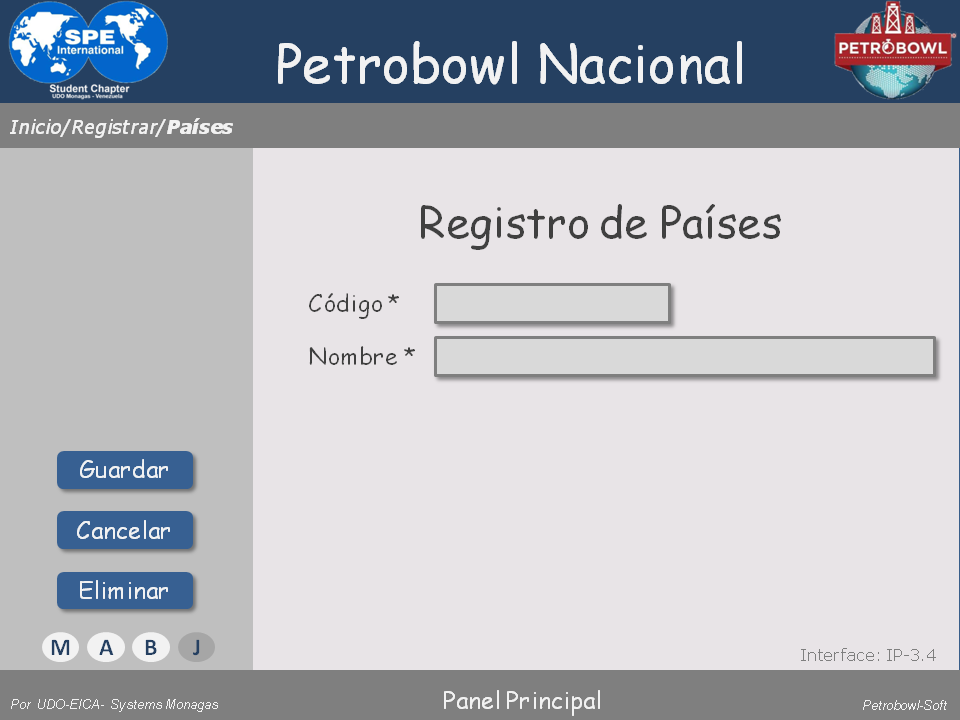 SPE
International
Student Chapter
UDO Monagas - Venezuela
Petrobowl Nacional
PETROBOWL
Inicio/Registrar/Países
Registro de Países
Código *
Nombre *
Guardar
Cancelar
Eliminar
M A B J
Interface: IP-3.4
Por UDO-EICA- Systems Monagas
Panel Principal
Petrobowl-Soft